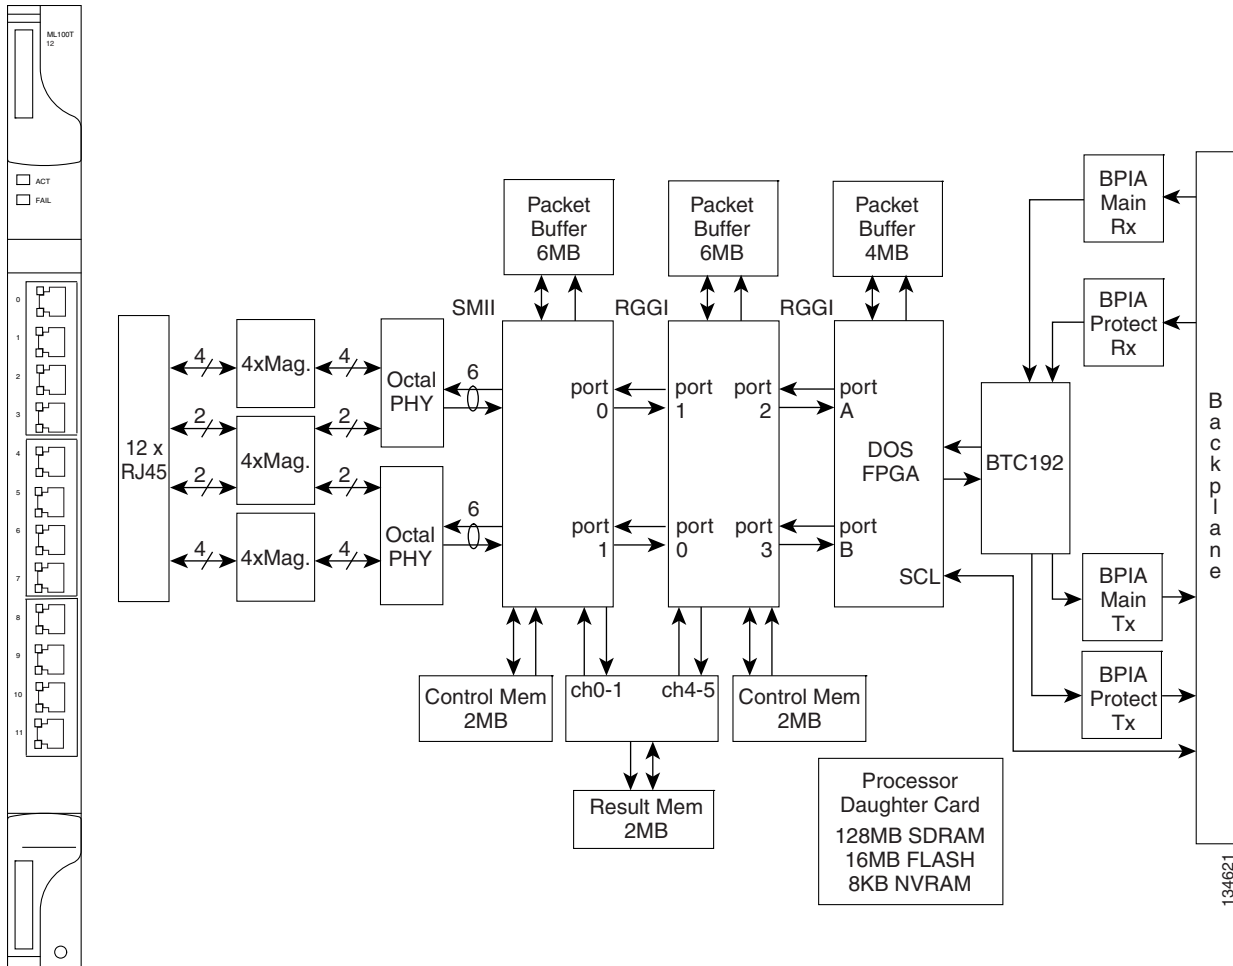 ML100T
12
ACT
FAIL
0
1
2
3
4
5
6
7
8
9
10
11
12 x
RJ45
4
2
2
4
4xMag.
4xMag.
4xMag.
4
2
2
4
Octal
PHY
Octal
PHY
SMII
6
6
Packet
Buffer
6MB
port
0
port
1
RGGI
Packet
Buffer
6MB
port
1
port
0
port
2
port
3
RGGI
Packet
Buffer
4MB
port
A
DOS
FPGA
port
B
SCL
Control Mem
2MB
ch0-1
ch4-5
Control Mem
2MB
Result Mem
2MB
Processor
Daughter Card
128MB SDRAM
16MB FLASH
8KB NVRAM
BTC192
BPIA
Main
Rx
BPIA
Protect
Rx
BPIA
Main
Tx
BPIA
Protect
Tx
Backplane
134621